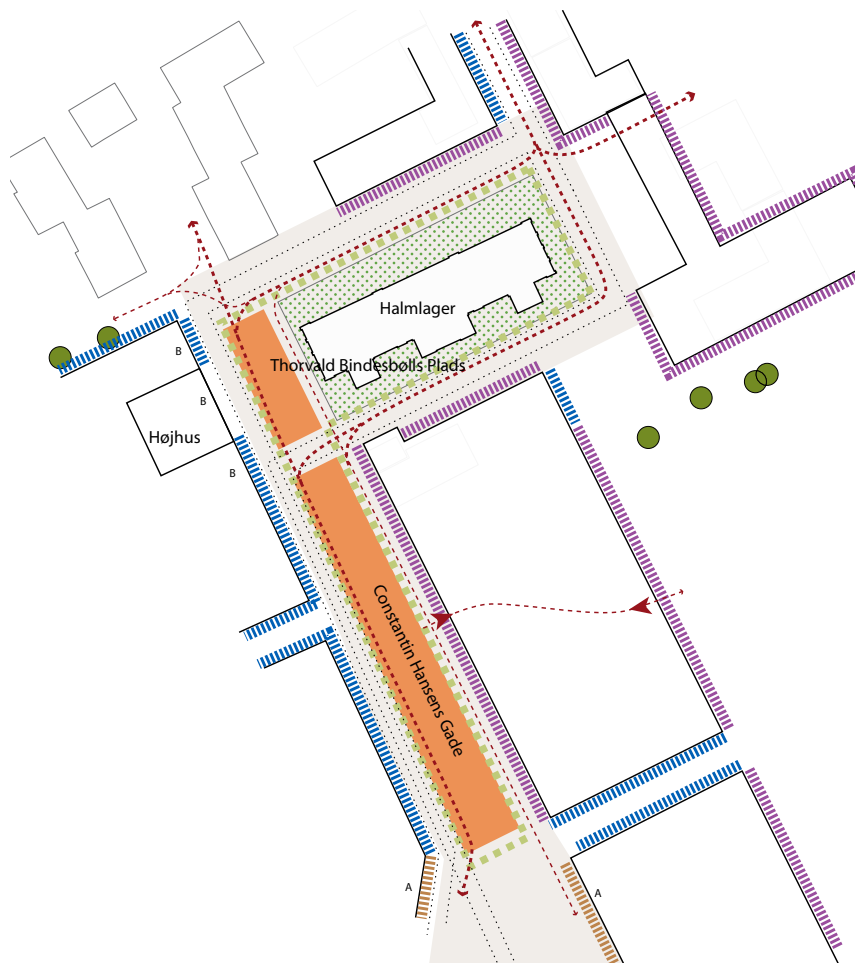 Halmlager
B
Thorvald Bindesbølls Plads
B
Højhus
B
Constantin Hansens Gade
A
A